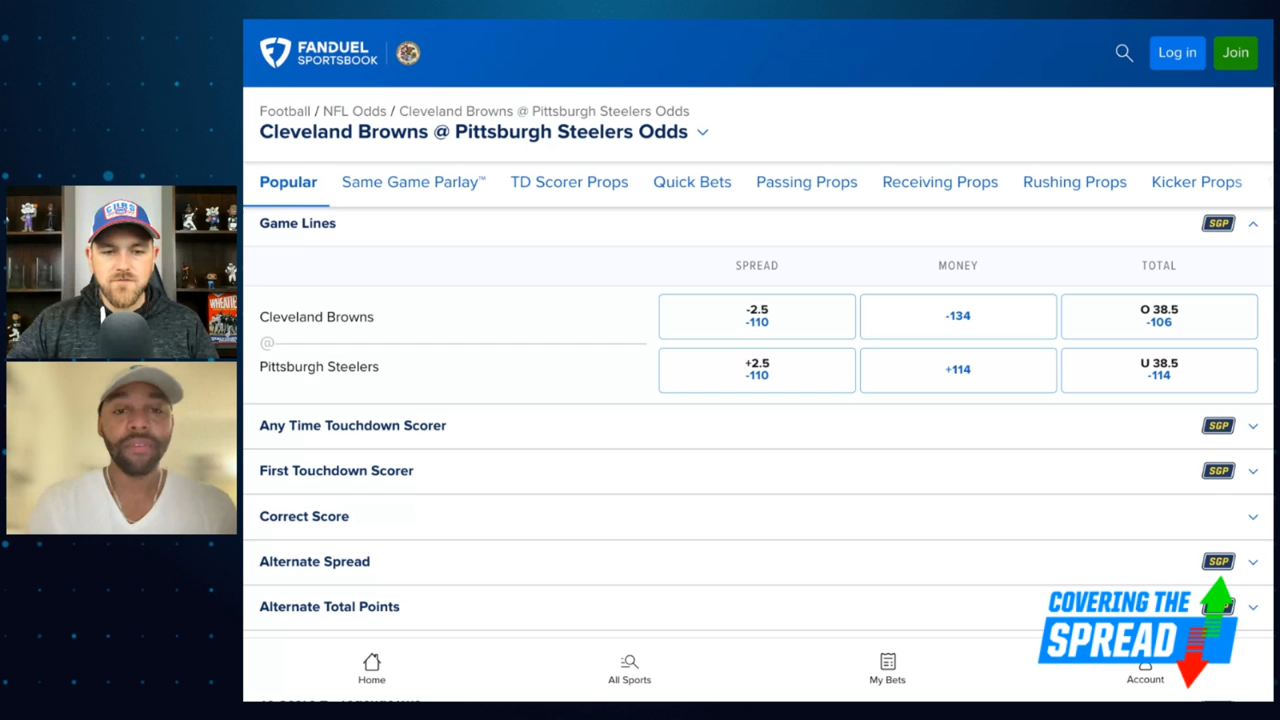 FANDUEL
SPORTSBOOK
Log in
Join
Football / NFL Odds / Cleveland Browns @ Pittsburgh Steelers Odds
Cleveland Browns @ Pittsburgh Steelers Odds
Popular Same Game Parlay™ TD Scorer Props Quick Bets Passing Props Receiving Props Rushing Props Kicker Props
Game Lines SGP
SPREAD MONEY TOTAL
Cleveland Browns
-2.5
-110
-134
O 38.5
-106
@
Pittsburgh Steelers
+2.5
-110
+114
U 38.5
-114
Any Time Touchdown Scorer SGP
First Touchdown Scorer SGP
Correct Score
Alternate Spread SGP
Alternate Total Points
COVERING THE
SPREAD
Home
All Sports
My Bets
Account
WHEATIES